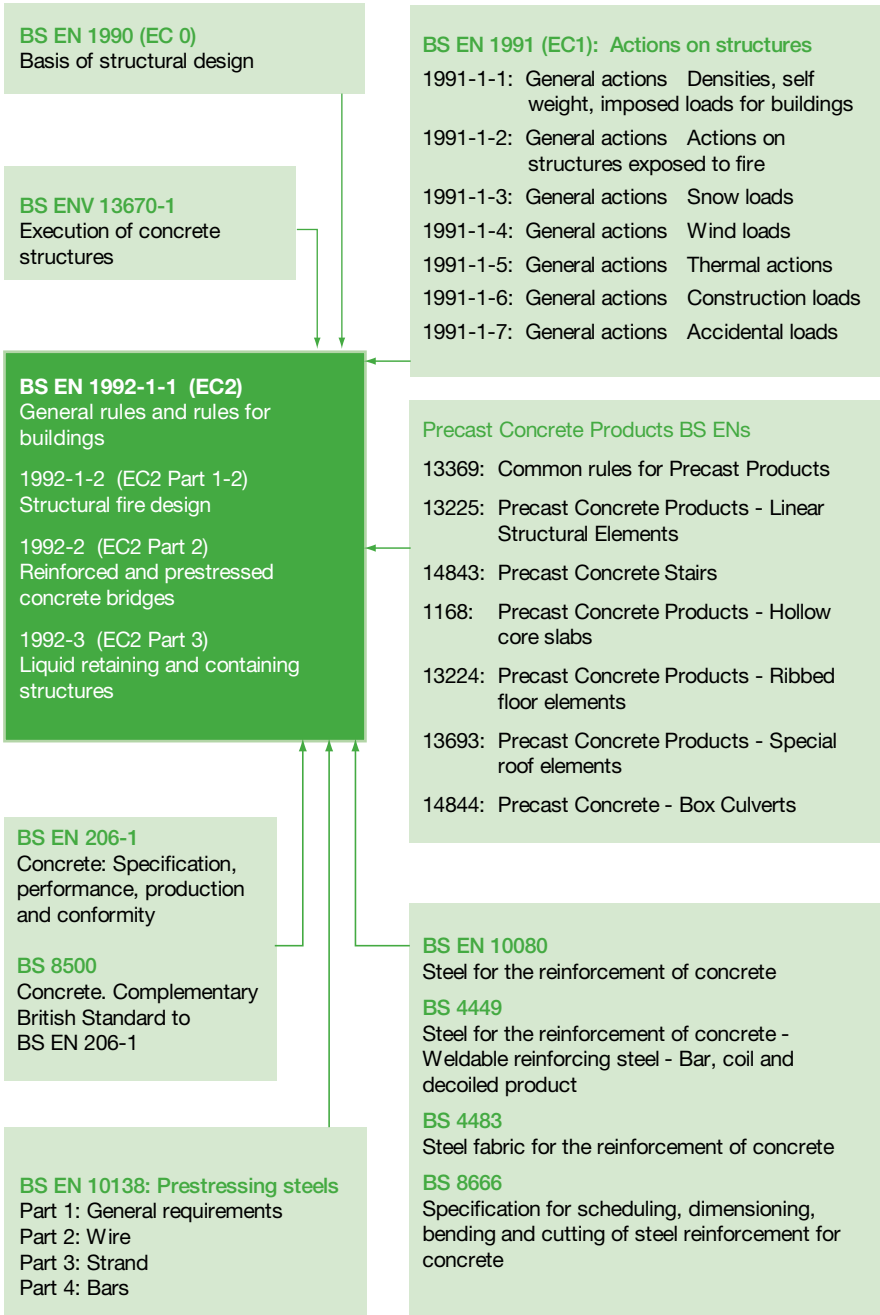 BS EN 1990 (EC 0)
Basis of structural design
BS ENV 13670-1
Execution of concrete
structures
BS EN 1991 (EC1): Actions on structures
1991-1-1: General actions Densities, self
weight, imposed loads for buildings
1991-1-2: General actions Actions on
structures exposed to fire
1991-1-3: General actions Snow loads
1991-1-4: General actions Wind loads
1991-1-5: General actions Thermal actions
1991-1-6: General actions Construction loads
1991-1-7: General actions Accidental loads
BS EN 1992-1-1 (EC2)
General rules and rules for
buildings
1992-1-2 (EC2 Part 1-2)
Structural fire design
1992-2 (EC2 Part 2)
Reinforced and prestressed
concrete bridges
1992-3 (EC2 Part 3)
Liquid retaining and containing
structures
Precast Concrete Products BS ENs
13369: Common rules for Precast Products
13225: Precast Concrete Products - Linear
Structural Elements
14843: Precast Concrete Stairs
1168: Precast Concrete Products - Hollow
core slabs
13224: Precast Concrete Products - Ribbed
floor elements
13693: Precast Concrete Products - Special
roof elements
14844: Precast Concrete - Box Culverts
BS EN 206-1
Concrete: Specification,
performance, production
and conformity
BS 8500
Concrete. Complementary
British Standard to
BS EN 206-1
BS EN 10138: Prestressing steels
Part 1: General requirements
Part 2: Wire
Part 3: Strand
Part 4: Bars
BS EN 10080
Steel for the reinforcement of concrete
BS 4449
Steel for the reinforcement of concrete -
Weldable reinforcing steel - Bar, coil and
decoiled product
BS 4483
Steel fabric for the reinforcement of concrete
BS 8666
Specification for scheduling, dimensioning,
bending and cutting of steel reinforcement for
concrete